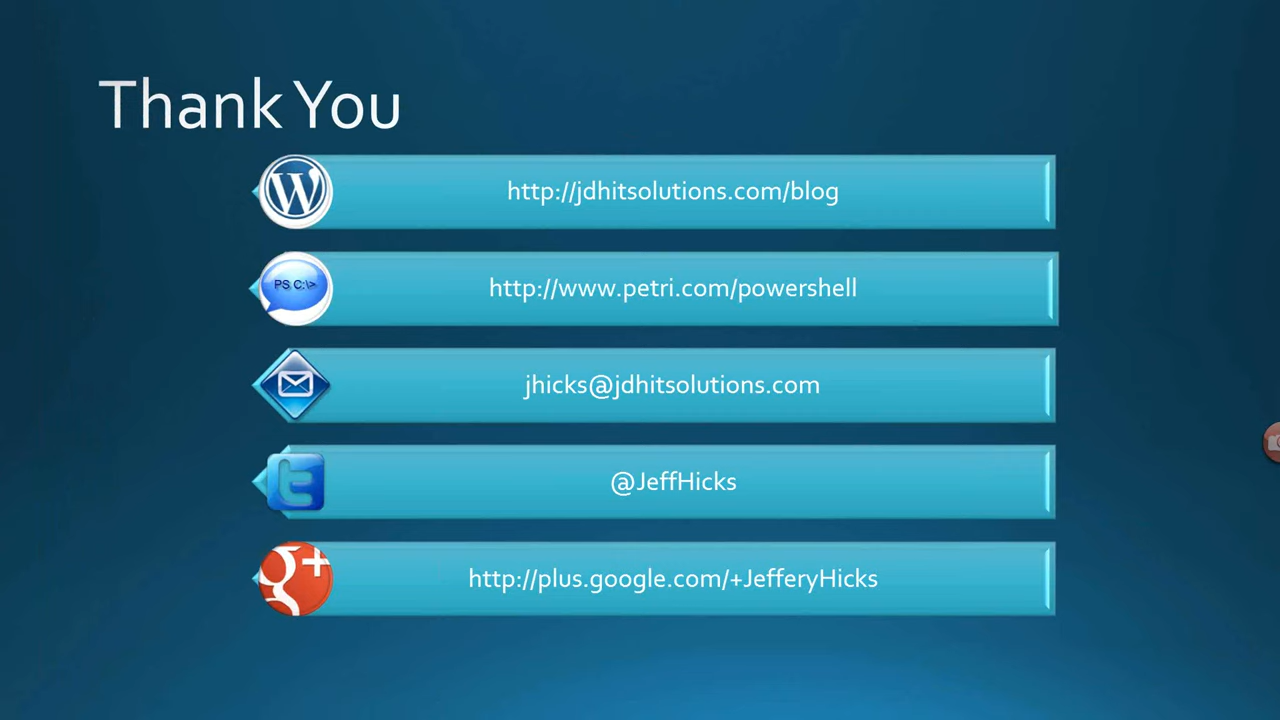 Thank You
http://jdhitsolutions.com/blog
PS C:\>
http://www.petri.com/powershell
jhicks@jdhitsolutions.com
@JeffHicks
http://plus.google.com/+JefferyHicks